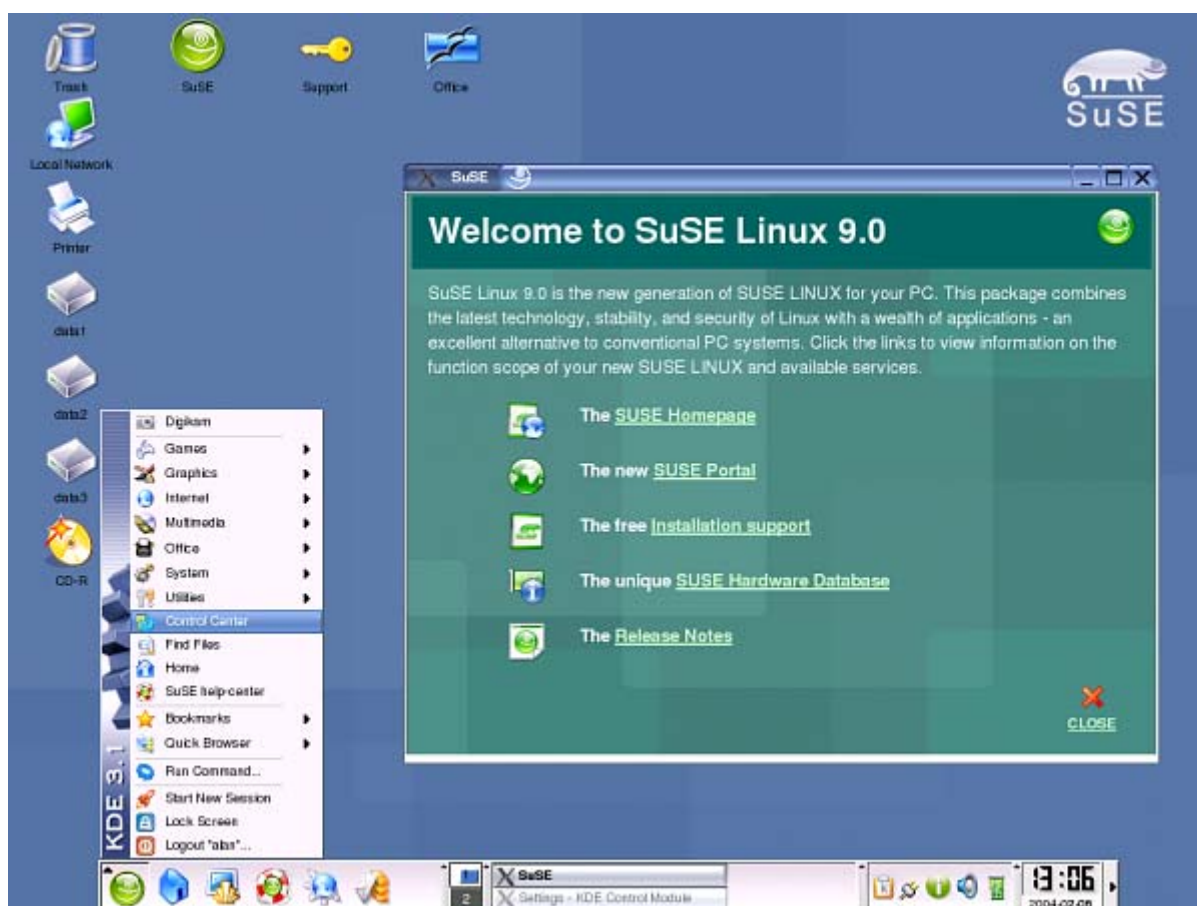 Trash
SuSE
Support
Office
SuSE
Local Network
Printer
data1
data2
data3
CD-R
SuSE
Welcome to SuSE Linux 9.0
SuSE Linux 9.0 is the new generation of SUSE LINUX for your PC. This package combines
the latest technology, stability, and security of Linux with a wealth of applications - an
excellent alternative to conventional PC systems. Click the links to view information on the
function scope of your new SUSE LINUX and available services.
The SUSE Homepage
The new SUSE Portal
The free Installation support
The unique SUSE Hardware Database
The Release Notes
CLOSE
KDE 3.1
Digikam
Games
Graphics
Internet
Multimedia
Office
System
Utilities
Control Center
Find Files
Home
SuSE help-center
Bookmarks
Quick Browser
Run Command...
Start New Session
Lock Screen
Logout "alan"...
2
SuSE
Settings - KDE Control Module
13:06
2004-02-08